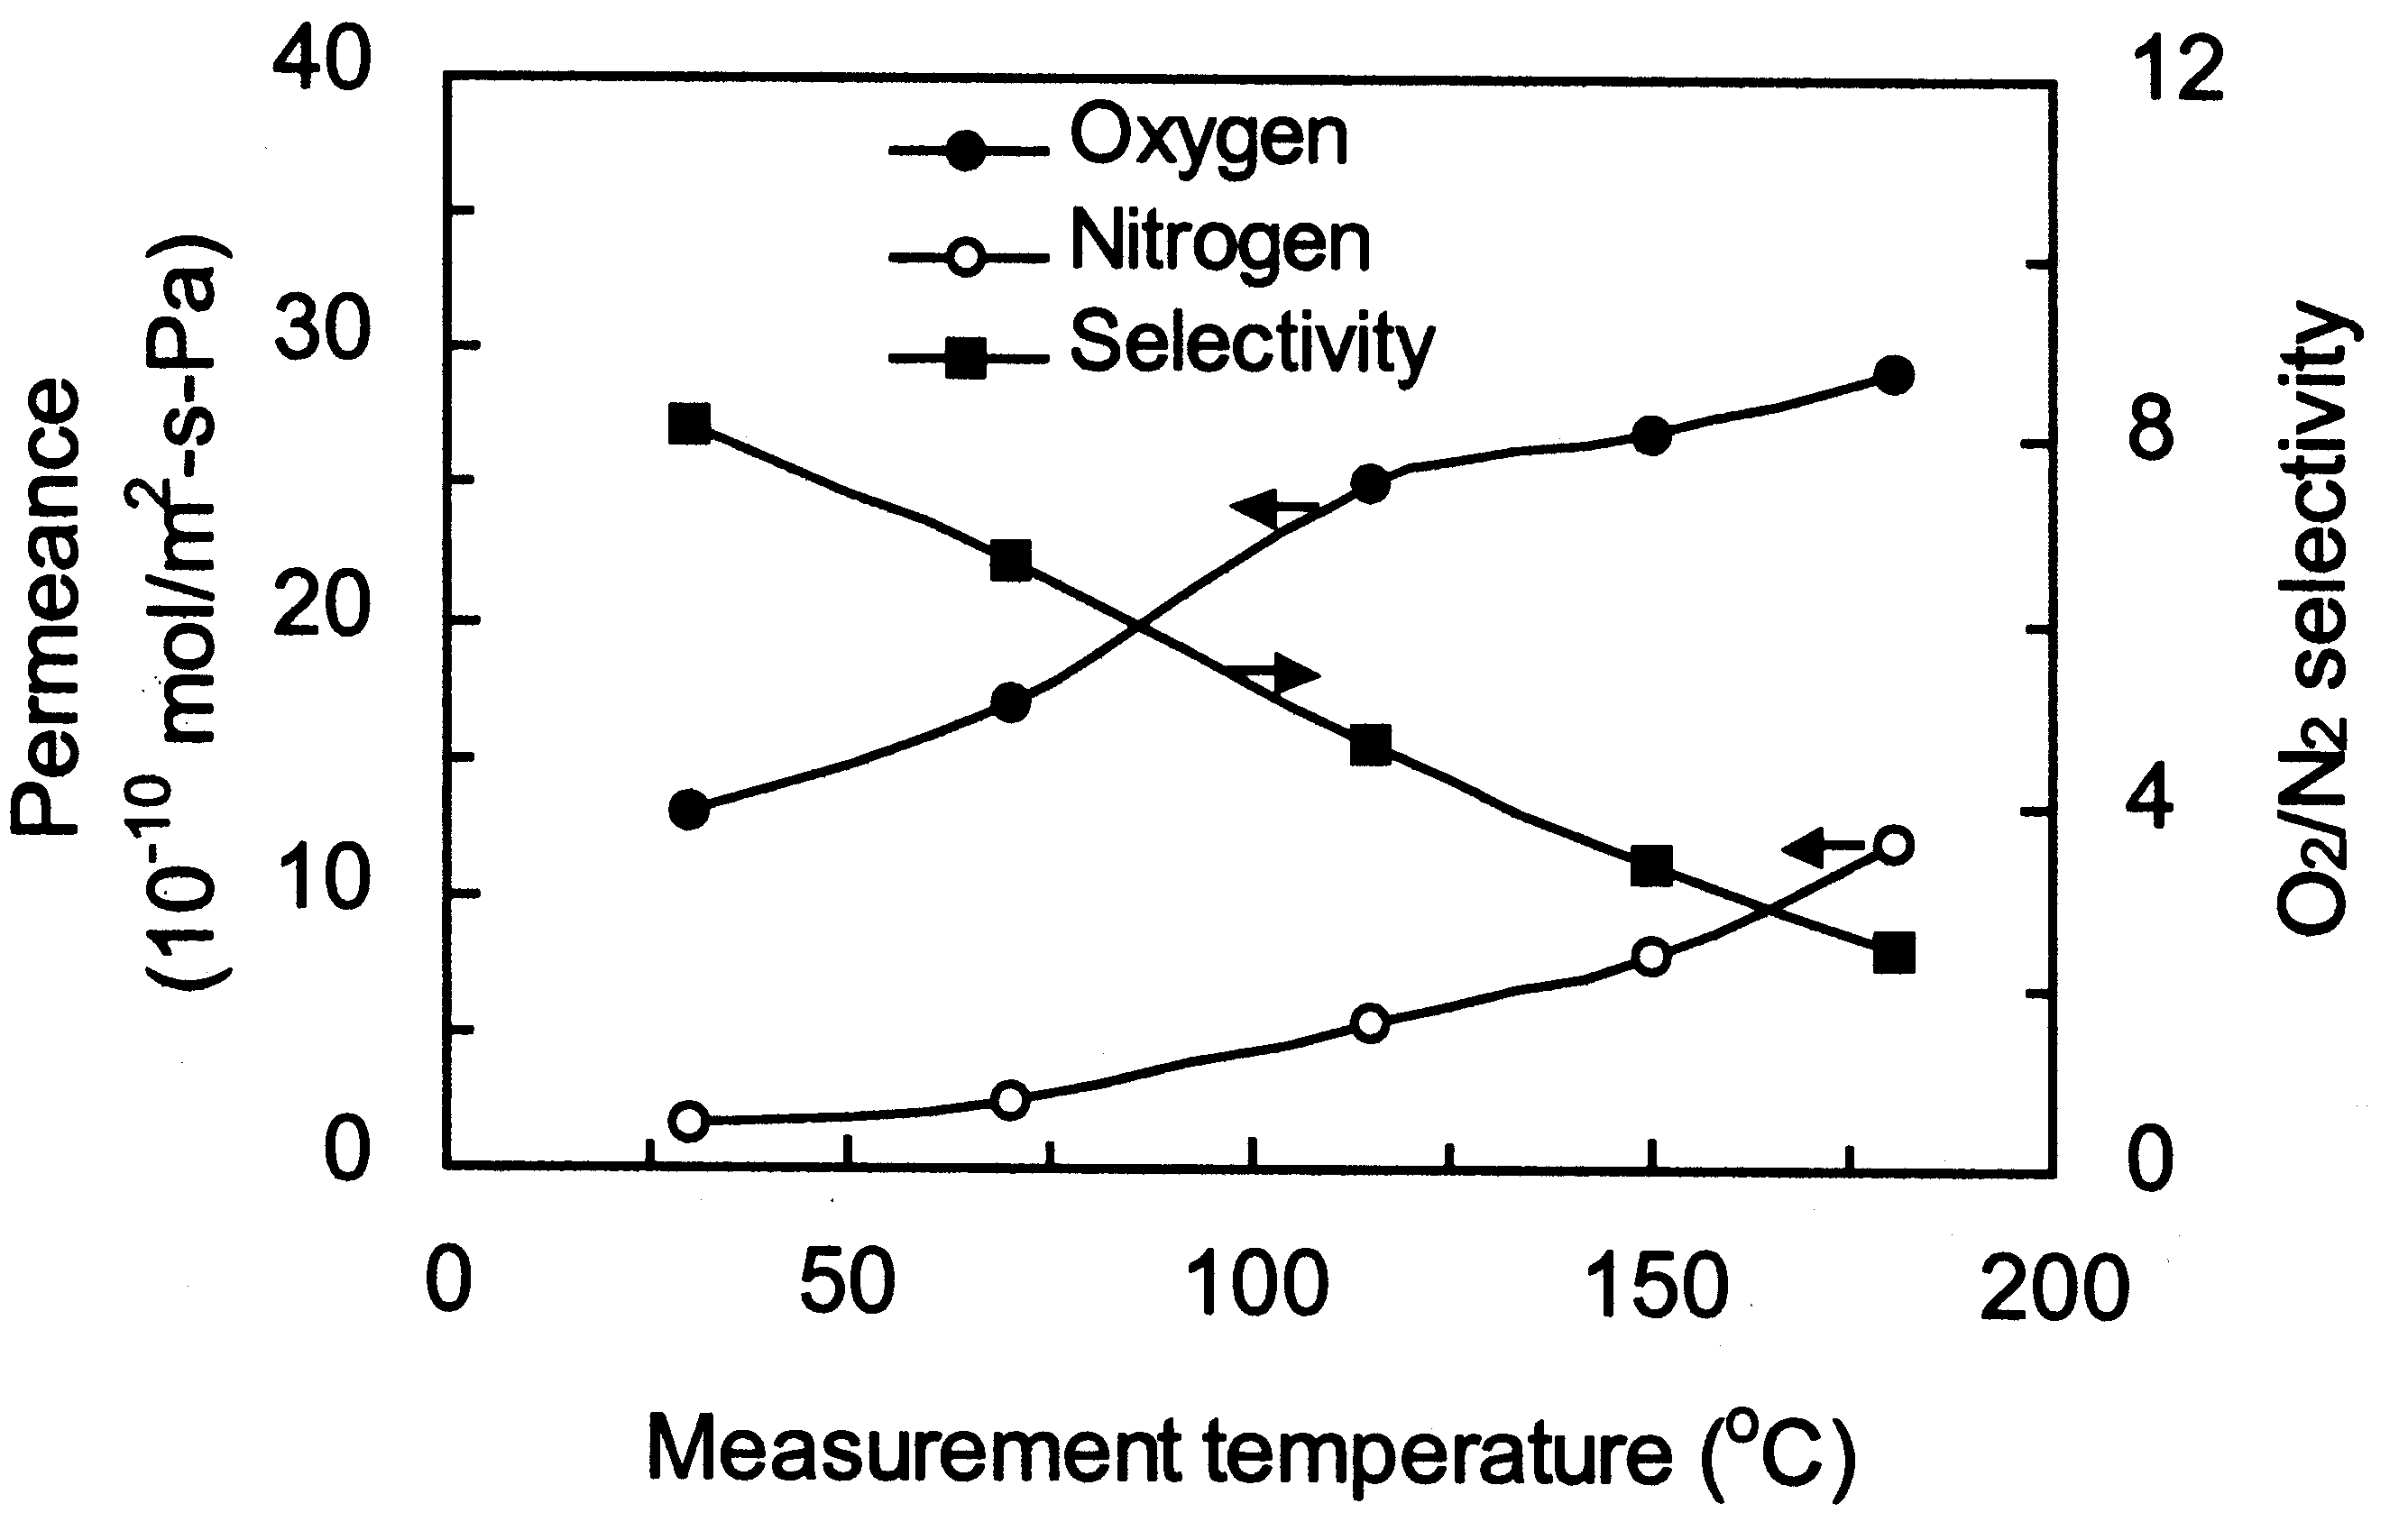 40
30
20
10
0
12
8
4
0
Oxygen
Nitrogen
Selectivity
Permeance
(10⁻¹⁰ mol/m²-s-Pa)
O₂/N₂ selectivity
0 50 100 150 200
Measurement temperature (°C)